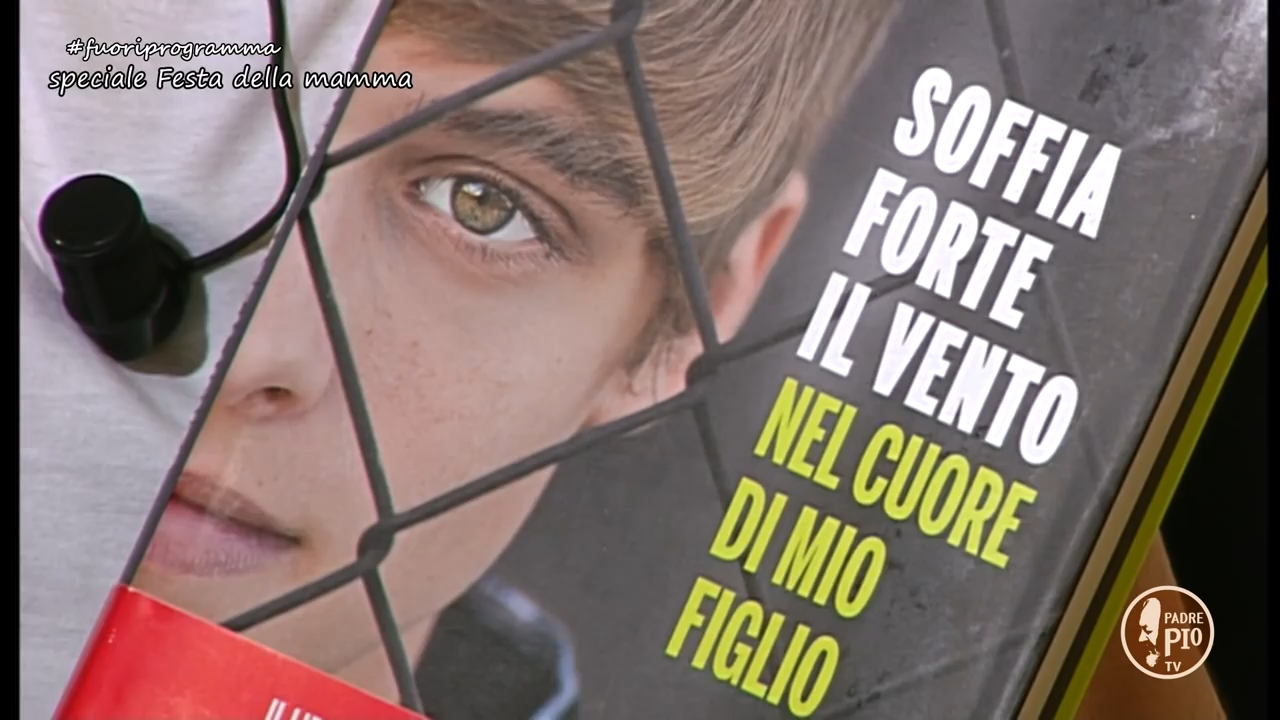 #fuoriprogramma
speciale Festa della mamma
SOFFIA
FORTE
IL VENTO
NEL CUORE
DI MIO
FIGLIO
PADRE
PIO
TV